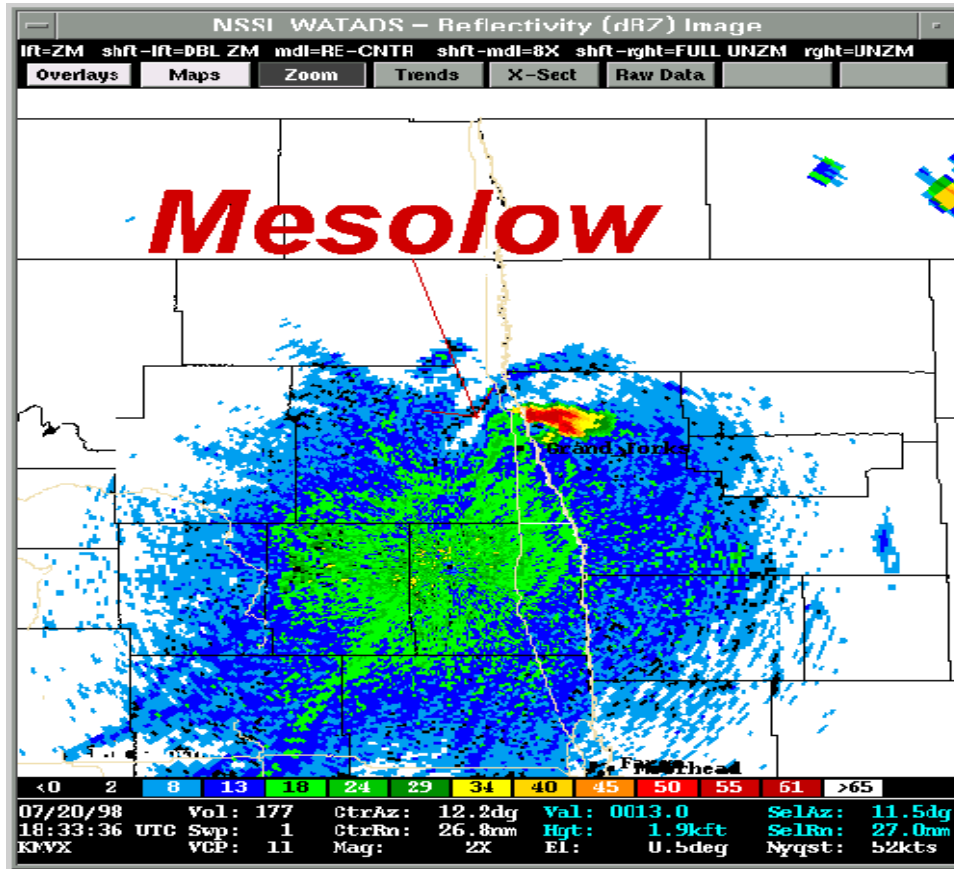 NSSL WATADS – Reflectivity (dBZ) Image
lft=ZM shft-lft=DBL ZM mdl=RE-CNTR shft-mdl=8X shft-rght=FULL UNZM rght=UNZM
Overlays Maps Zoom Trends X-Sect Raw Data
Mesolow
Grand Forks
Moorhead
<0 2 8 13 18 24 29 34 40 45 50 55 61 >65
07/20/98 Vol: 177 CtrAz: 12.2dg Val: 0013.0 SelAz: 11.5dg
18:33:36 UTC Swp: 1 CtrRn: 26.8nm Hgt: 1.9kft SelRn: 27.0nm
KMVX VCP: 11 Mag: 2X El: 0.5deg Nyqst: 52kts